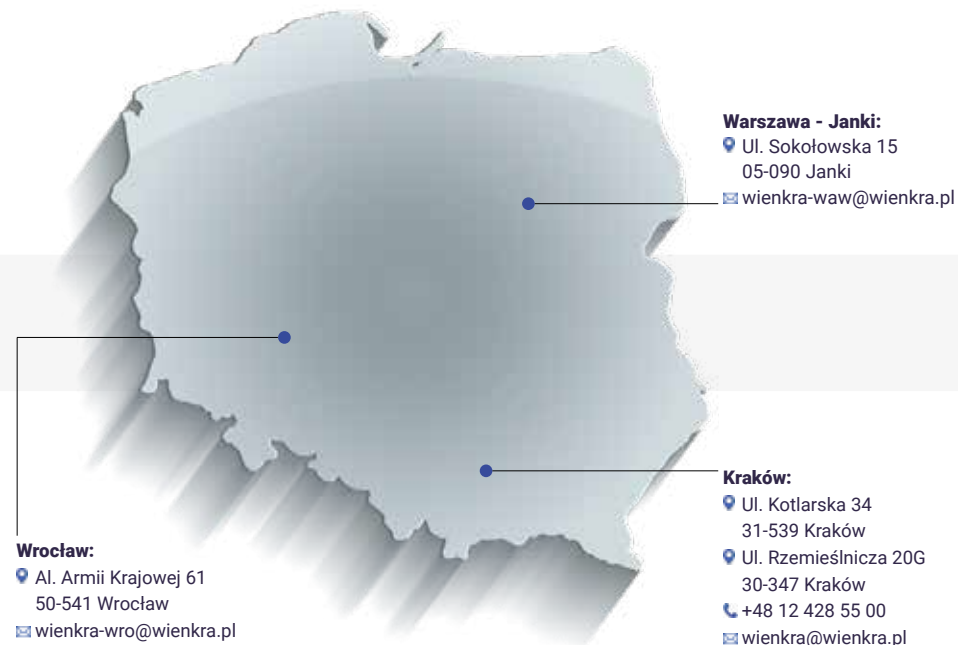 Warszawa - Janki:
Ul. Sokołowska 15
05-090 Janki
wienkra-waw@wienkra.pl
Wrocław:
Al. Armii Krajowej 61
50-541 Wrocław
wienkra-wro@wienkra.pl
Kraków:
Ul. Kotlarska 34
31-539 Kraków
Ul. Rzemieślnicza 20G
30-347 Kraków
+48 12 428 55 00
wienkra@wienkra.pl